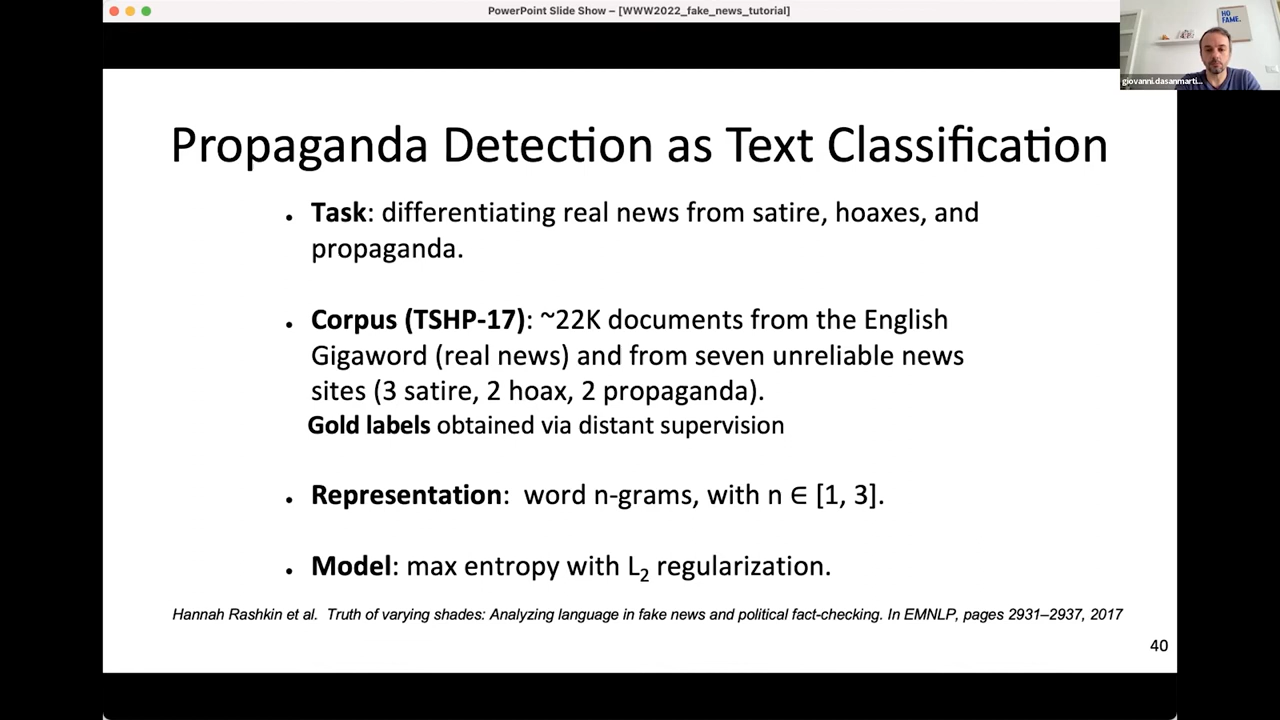 PowerPoint Slide Show – [WWW2022_fake_news_tutorial]
HO
FAME.
giovanni.dasanmarti...
Propaganda Detection as Text Classification
• Task: differentiating real news from satire, hoaxes, and
propaganda.
• Corpus (TSHP-17): ~22K documents from the English
Gigaword (real news) and from seven unreliable news
sites (3 satire, 2 hoax, 2 propaganda).
Gold labels obtained via distant supervision
• Representation: word n-grams, with n ∈ [1, 3].
• Model: max entropy with L2 regularization.
Hannah Rashkin et al. Truth of varying shades: Analyzing language in fake news and political fact-checking. In EMNLP, pages 2931–2937, 2017
40